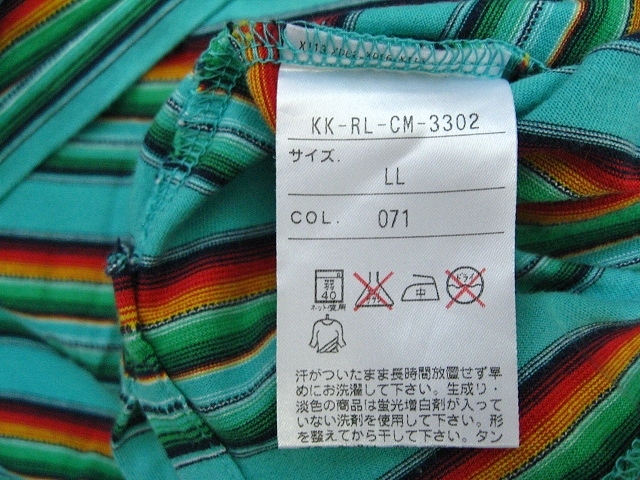 KK-RL-CM-3302
サイズ.
LL
COL. 071
弱
40
ネット使用
中
ドライ
汗がついたまま長時間放置せず早
めにお洗濯して下さい。生成り・
淡色の商品は蛍光増白剤が入って
いない洗剤を使用して下さい。形
を整えてから干して下さい。タン